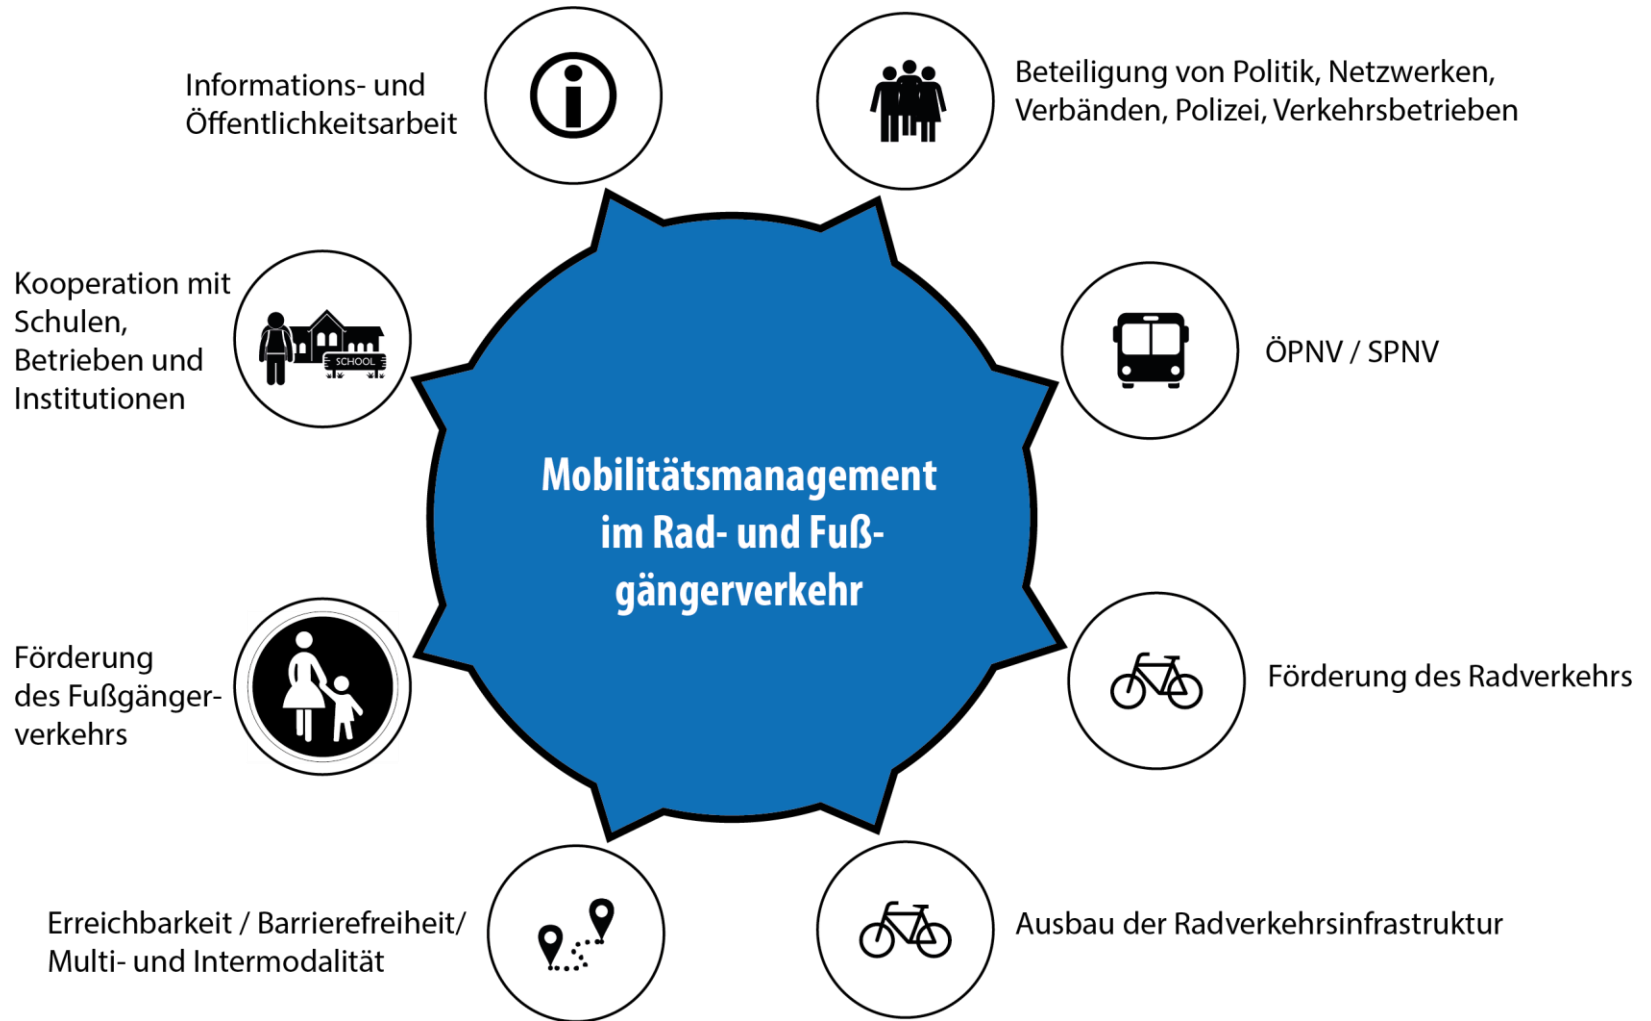 Informations- und
Öffentlichkeitsarbeit
Beteiligung von Politik, Netzwerken,
Verbänden, Polizei, Verkehrsbetrieben
Kooperation mit
Schulen,
Betrieben und
Institutionen
SCHOOL
ÖPNV / SPNV
Mobilitätsmanagement
im Rad- und Fuß-
gängerverkehr
Förderung
des Fußgänger-
verkehrs
Förderung des Radverkehrs
Erreichbarkeit / Barrierefreiheit/
Multi- und Intermodalität
Ausbau der Radverkehrsinfrastruktur